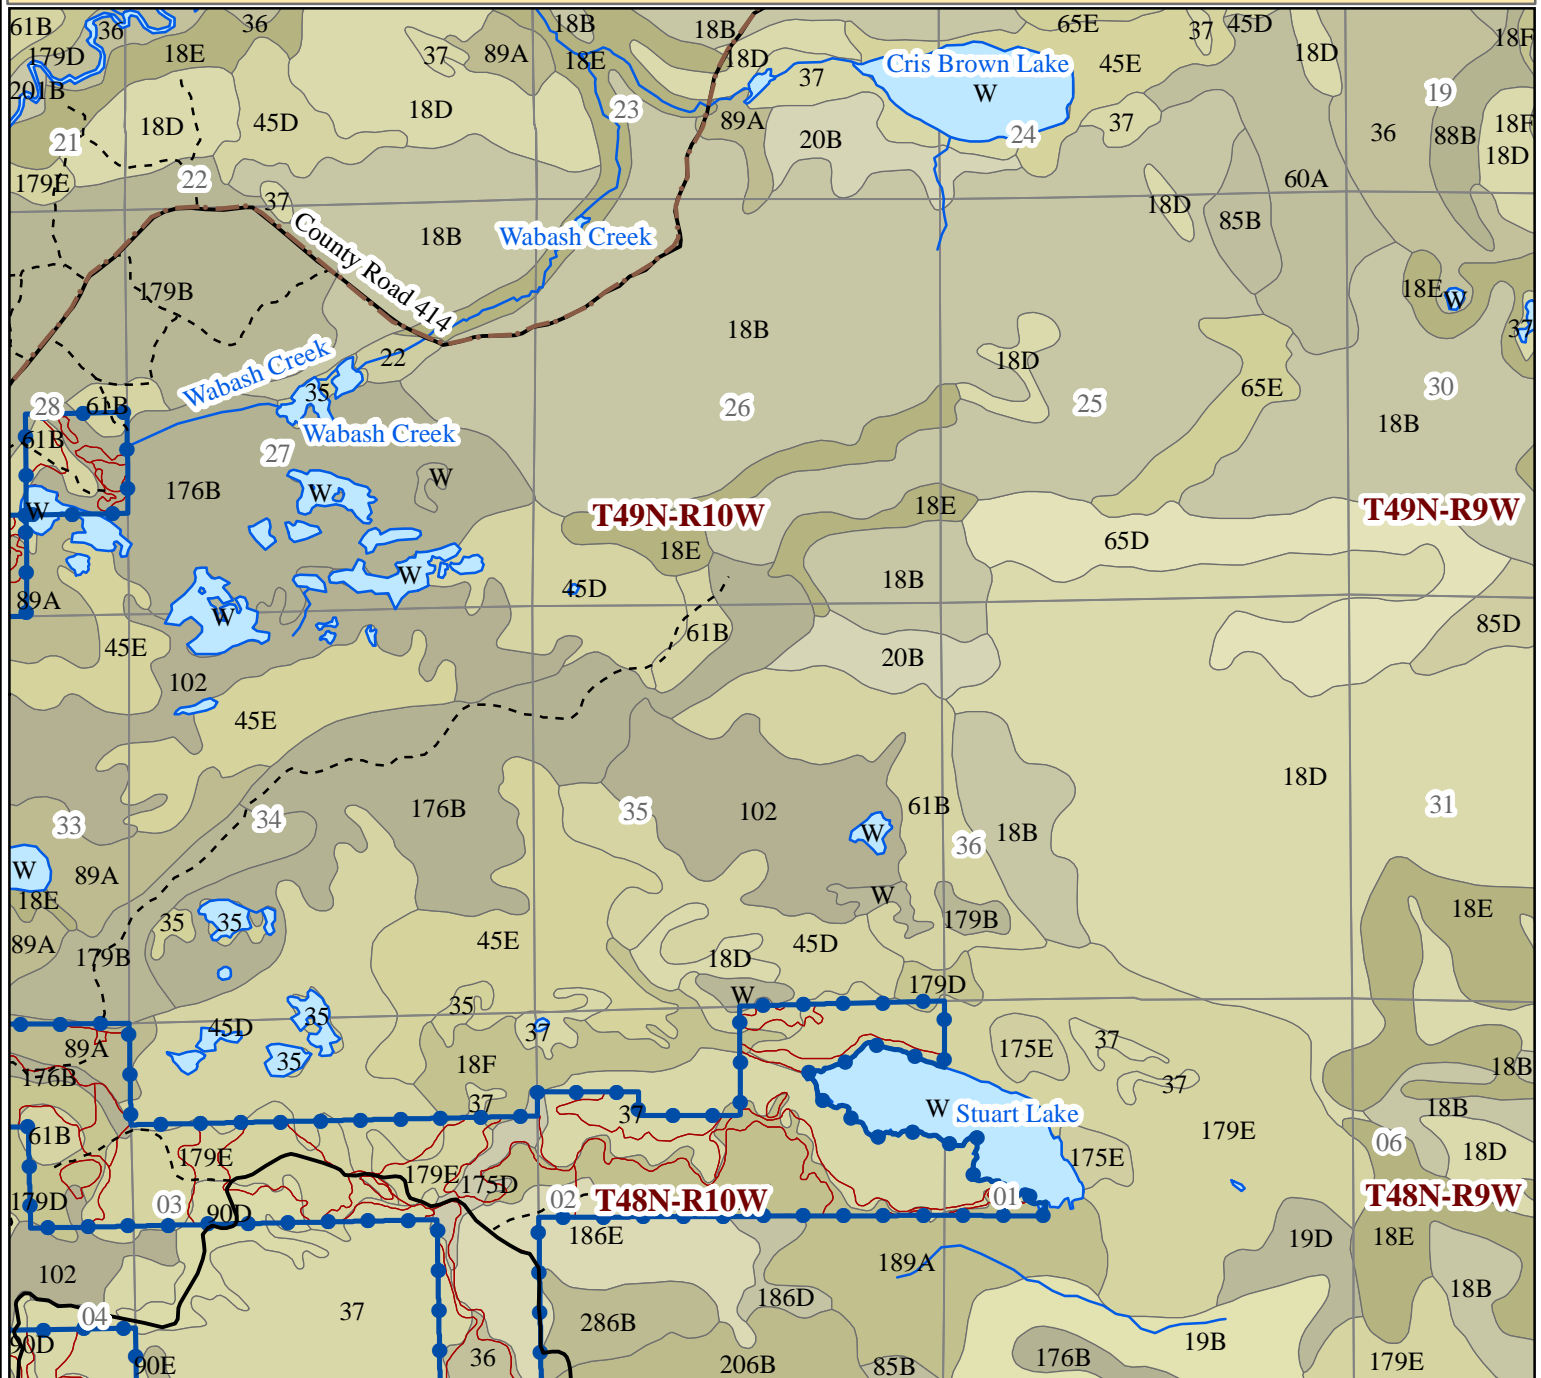 61B
36
36
18B
18B
65E
37
45D
18F
179D
18E
37
89A
18E
18D
18D
Cris Brown Lake
45E
37
201B
W
19
18D
45D
18D
23
89A
20B
24
37
36
88B
18F
21
18D
179E
22
60A
37
18D
85B
County Road 414
18B
Wabash Creek
179B
18E
W
18B
37
Wabash Creek
22
18D
35
65E
30
28
61B
26
25
18B
61B
Wabash Creek
27
176B
W
W
W
T49N-R10W
18E
T49N-R9W
18E
65D
W
45D
18B
89A
W
61B
85D
45E
20B
102
45E
18D
176B
35
102
61B
31
33
34
W
18B
36
W
89A
18E
W
18E
35
35
179B
89A
45E
45D
179B
18D
179D
W
35
35
45D
37
37
89A
175E
35
18F
18B
176B
37
37
37
W
Stuart Lake
18B
61B
179E
06
179E
175E
18D
179E
175D
179D
03
02
T48N-R10W
01
T48N-R9W
90D
186E
19D
18E
189A
102
186D
18B
04
37
286B
90D
19B
90E
36
206B
85B
176B
179E